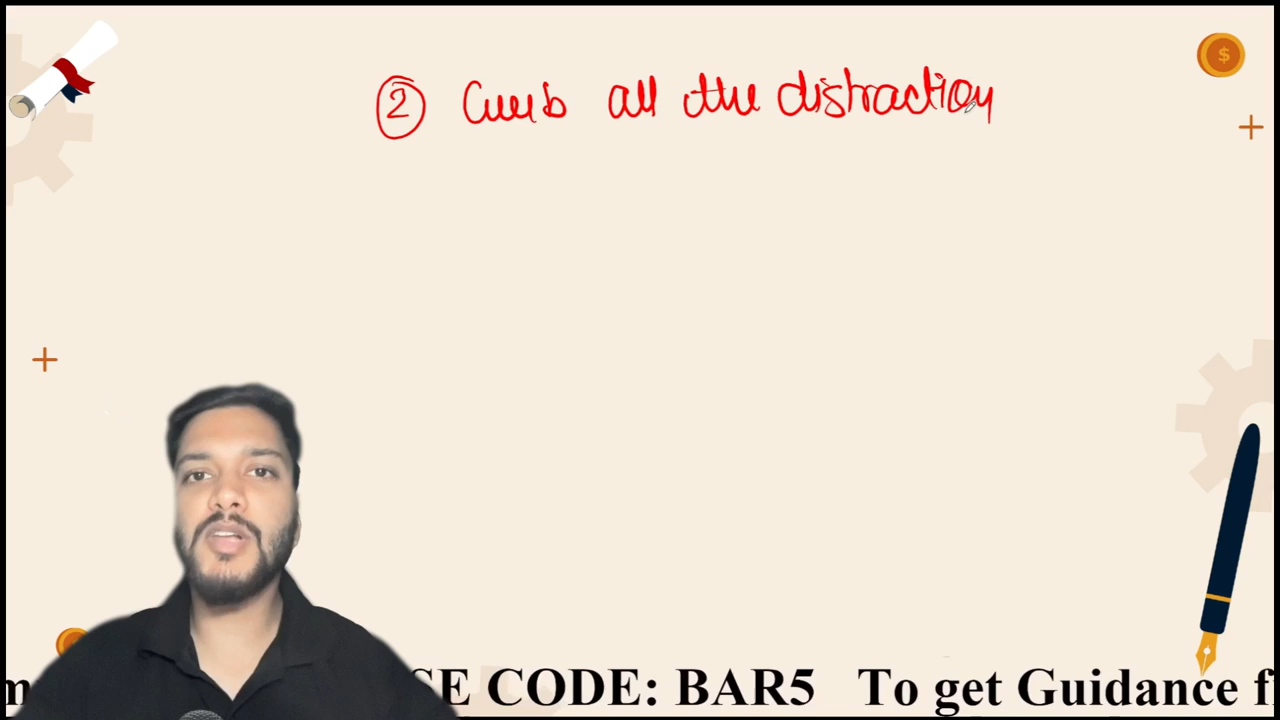 ② Curb all the distraction
SE CODE: BAR5 To get Guidance f